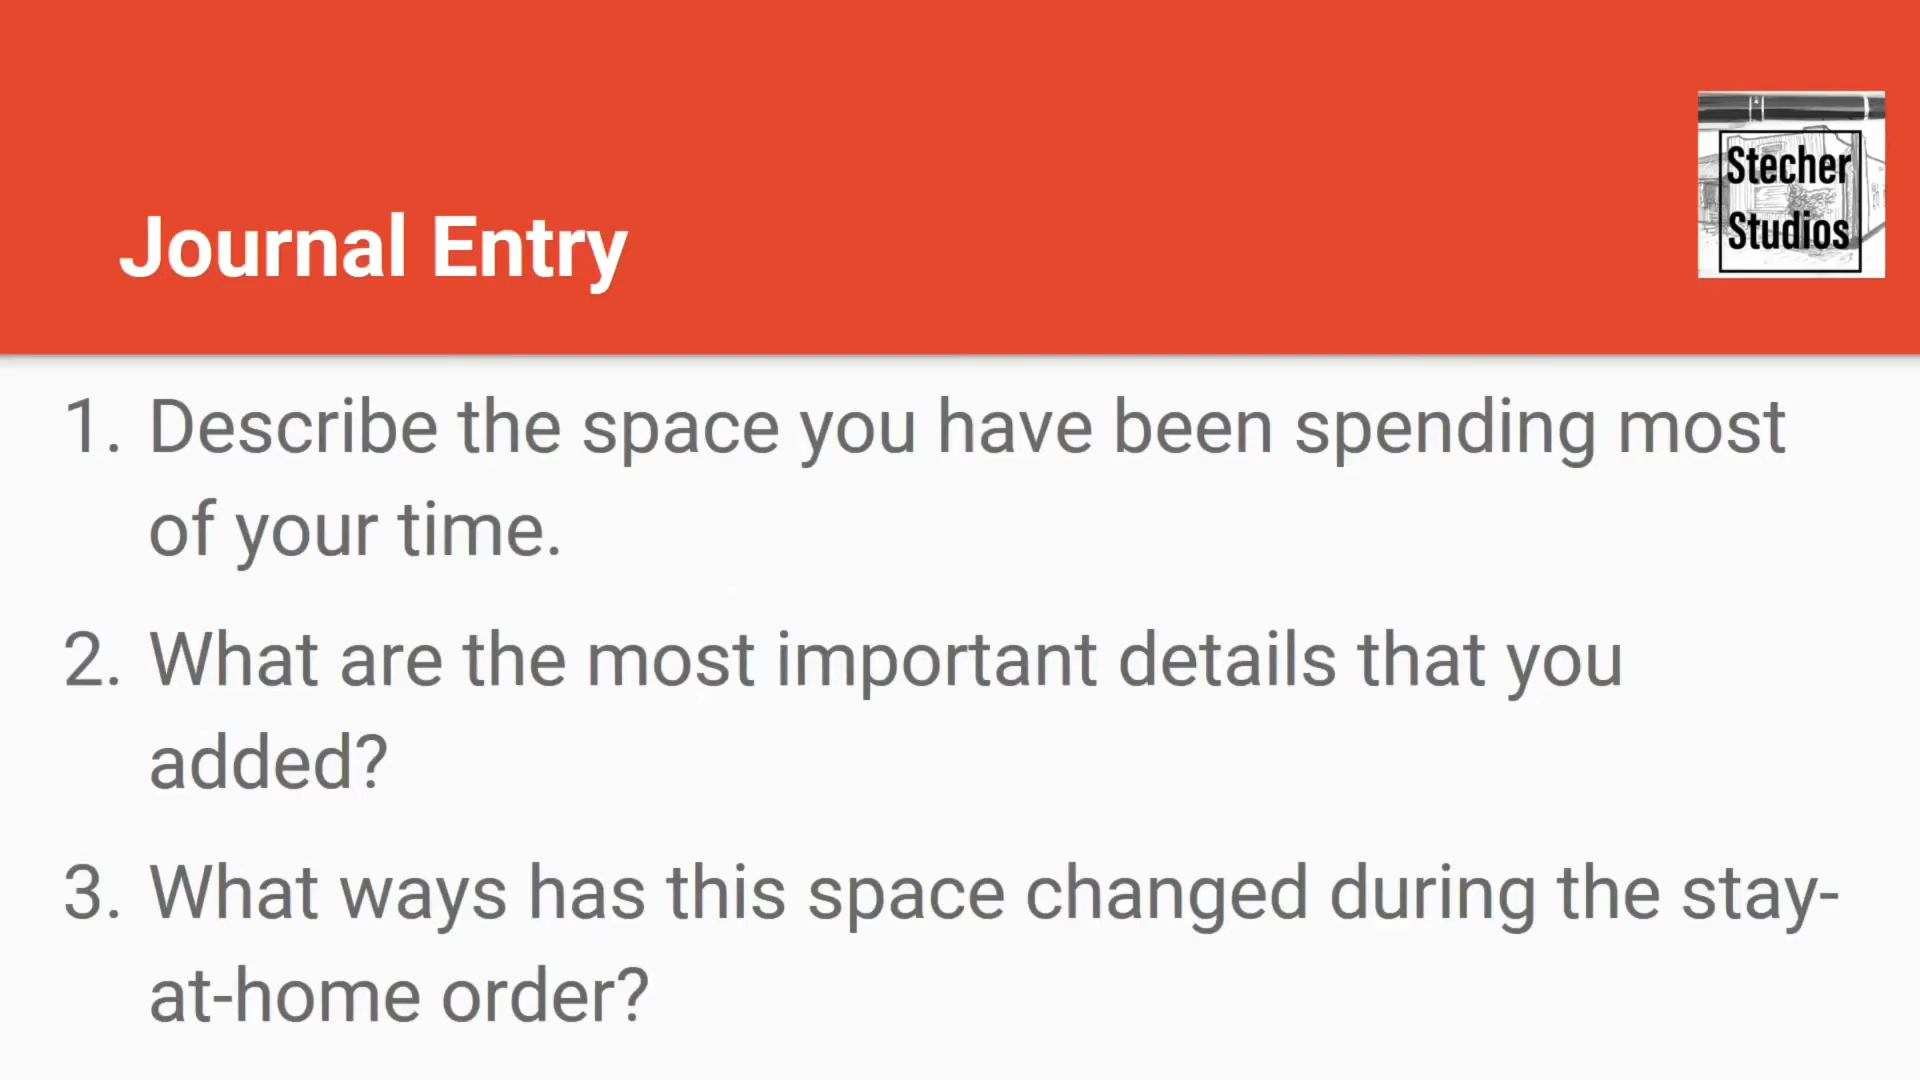 Stecher
Studios
Journal Entry
1. Describe the space you have been spending most
of your time.
2. What are the most important details that you
added?
3. What ways has this space changed during the stay-
at-home order?